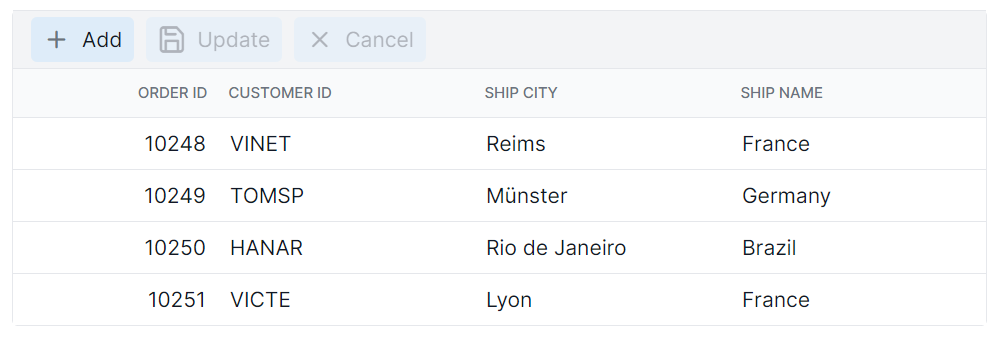 Add Update Cancel
ORDER ID CUSTOMER ID SHIP CITY SHIP NAME
10248 VINET Reims France
10249 TOMSP Münster Germany
10250 HANAR Rio de Janeiro Brazil
10251 VICTE Lyon France